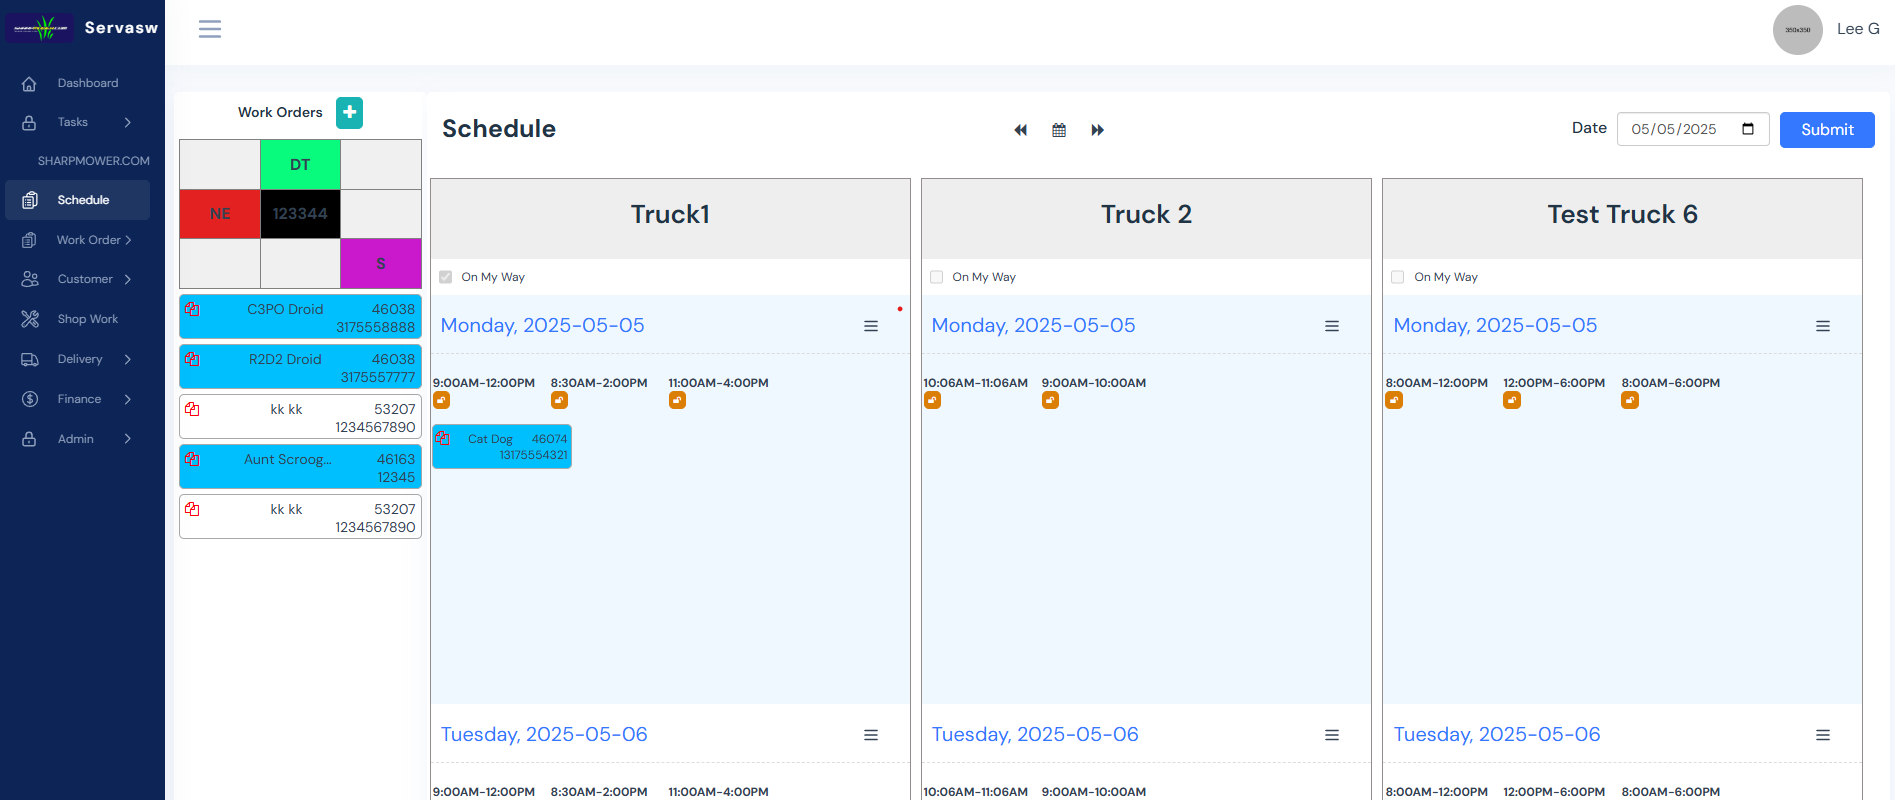 Servasw
Lee G
350x350
Dashboard
Tasks
SHARPMOWER.COM
Schedule
Work Order
Customer
Shop Work
Delivery
Finance
Admin
Work Orders
DT
NE 123344
S
C3PO Droid 46038
3175558888
R2D2 Droid 46038
3175557777
kk kk 53207
1234567890
Aunt Scroog... 46163
12345
kk kk 53207
1234567890
Schedule
Date 05/05/2025 Submit
Truck1
On My Way
Monday, 2025-05-05
9:00AM-12:00PM 8:30AM-2:00PM 11:00AM-4:00PM
Cat Dog 46074
13175554321
Tuesday, 2025-05-06
9:00AM-12:00PM 8:30AM-2:00PM 11:00AM-4:00PM
Truck 2
On My Way
Monday, 2025-05-05
10:06AM-11:06AM 9:00AM-10:00AM
Tuesday, 2025-05-06
10:06AM-11:06AM 9:00AM-10:00AM
Test Truck 6
On My Way
Monday, 2025-05-05
8:00AM-12:00PM 12:00PM-6:00PM 8:00AM-6:00PM
Tuesday, 2025-05-06
8:00AM-12:00PM 12:00PM-6:00PM 8:00AM-6:00PM